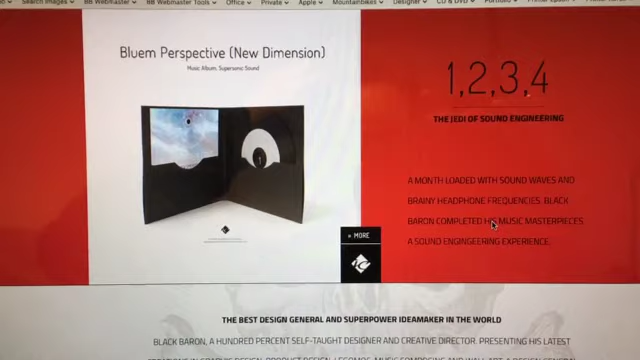 Search Images BB Webmaster BB Webmaster Tools Office Private Apple Mountainbikes Designer CD & DVD Portfolio
Bluem Perspective (New Dimension)
Music Album, Supersonic Sound
» MORE
1,2,3,4
THE JEDI OF SOUND ENGINEERING
A MONTH LOADED WITH SOUND WAVES AND
BRAINY HEADPHONE FREQUENCIES. BLACK
BARON COMPLETED HIS MUSIC MASTERPIECES.
A SOUND ENGINGEERING EXPERIENCE.
THE BEST DESIGN GENERAL AND SUPERPOWER IDEAMAKER IN THE WORLD
BLACK BARON, A HUNDRED PERCENT SELF-TAUGHT DESIGNER AND CREATIVE DIRECTOR. PRESENTING HIS LATEST